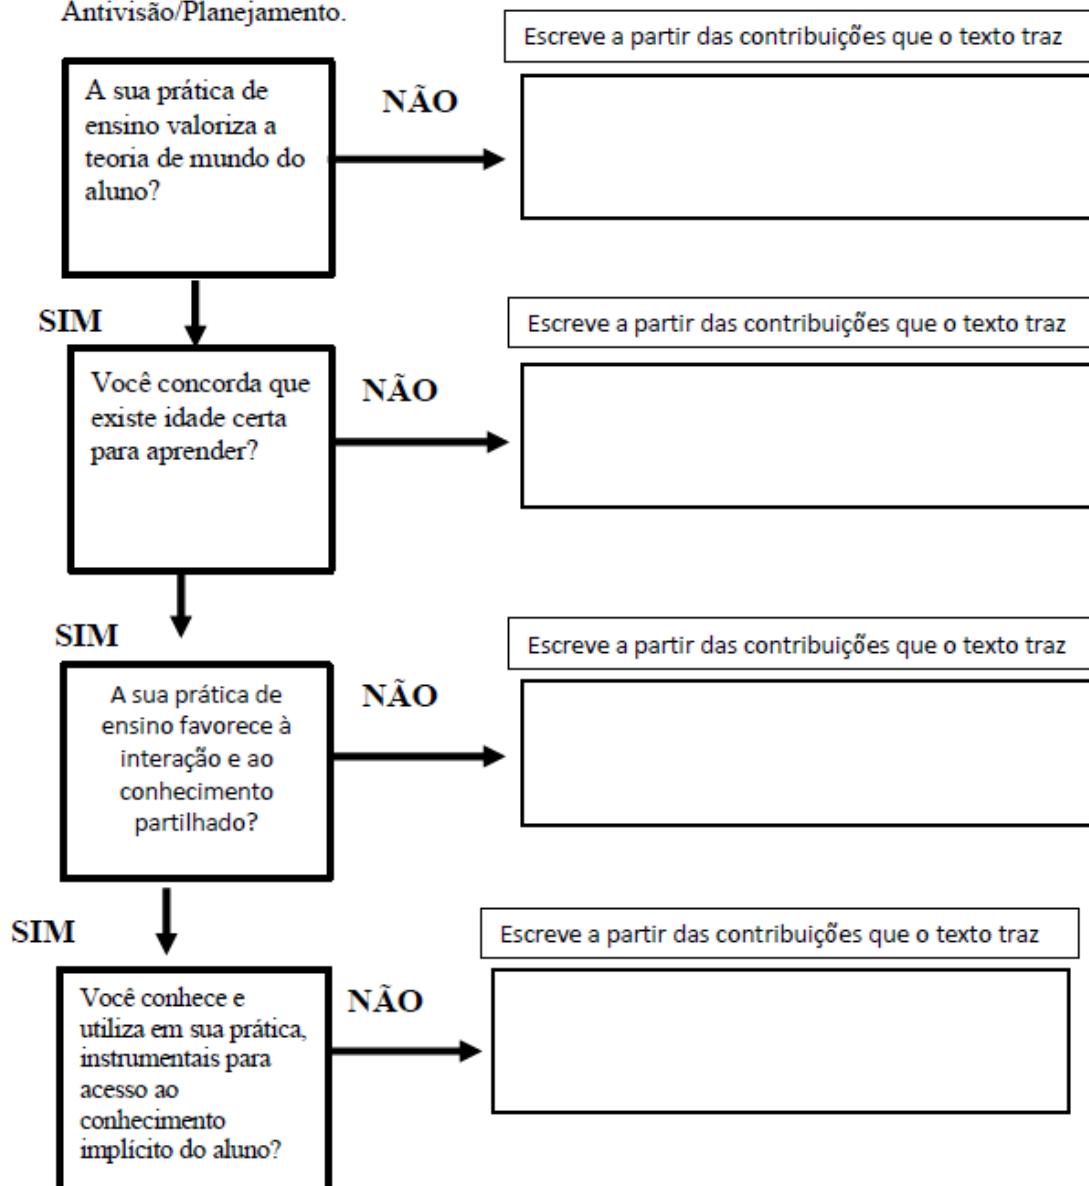 Antivisão/Planejamento.
Escreve a partir das contribuições que o texto traz
A sua prática de
ensino valoriza a
teoria de mundo do
aluno?
NÃO
SIM
Escreve a partir das contribuições que o texto traz
Você concorda que
existe idade certa
para aprender?
NÃO
SIM
Escreve a partir das contribuições que o texto traz
A sua prática de
ensino favorece à
interação e ao
conhecimento
partilhado?
NÃO
SIM
Escreve a partir das contribuições que o texto traz
Você conhece e
utiliza em sua prática,
instrumentais para
acesso ao
conhecimento
implícito do aluno?
NÃO